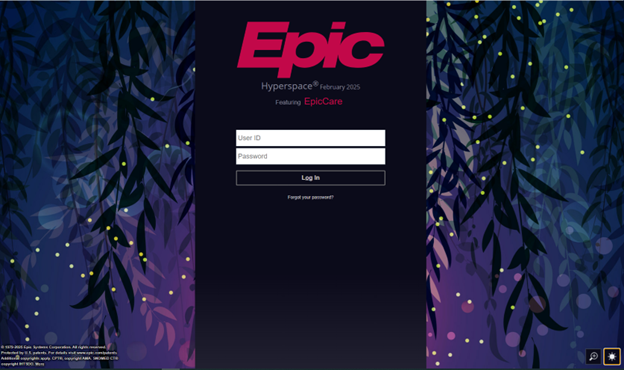 Epic
Hyperspace® February 2025
Featuring EpicCare
User ID
Password
Log In
Forgot your password?
© 1979-2025 Epic Systems Corporation. All rights reserved.
Protected by U.S. patents. For details visit www.epic.com/patents.
Additional copyrights apply. CPT©, copyright AMA. SNOMED CT©
copyright